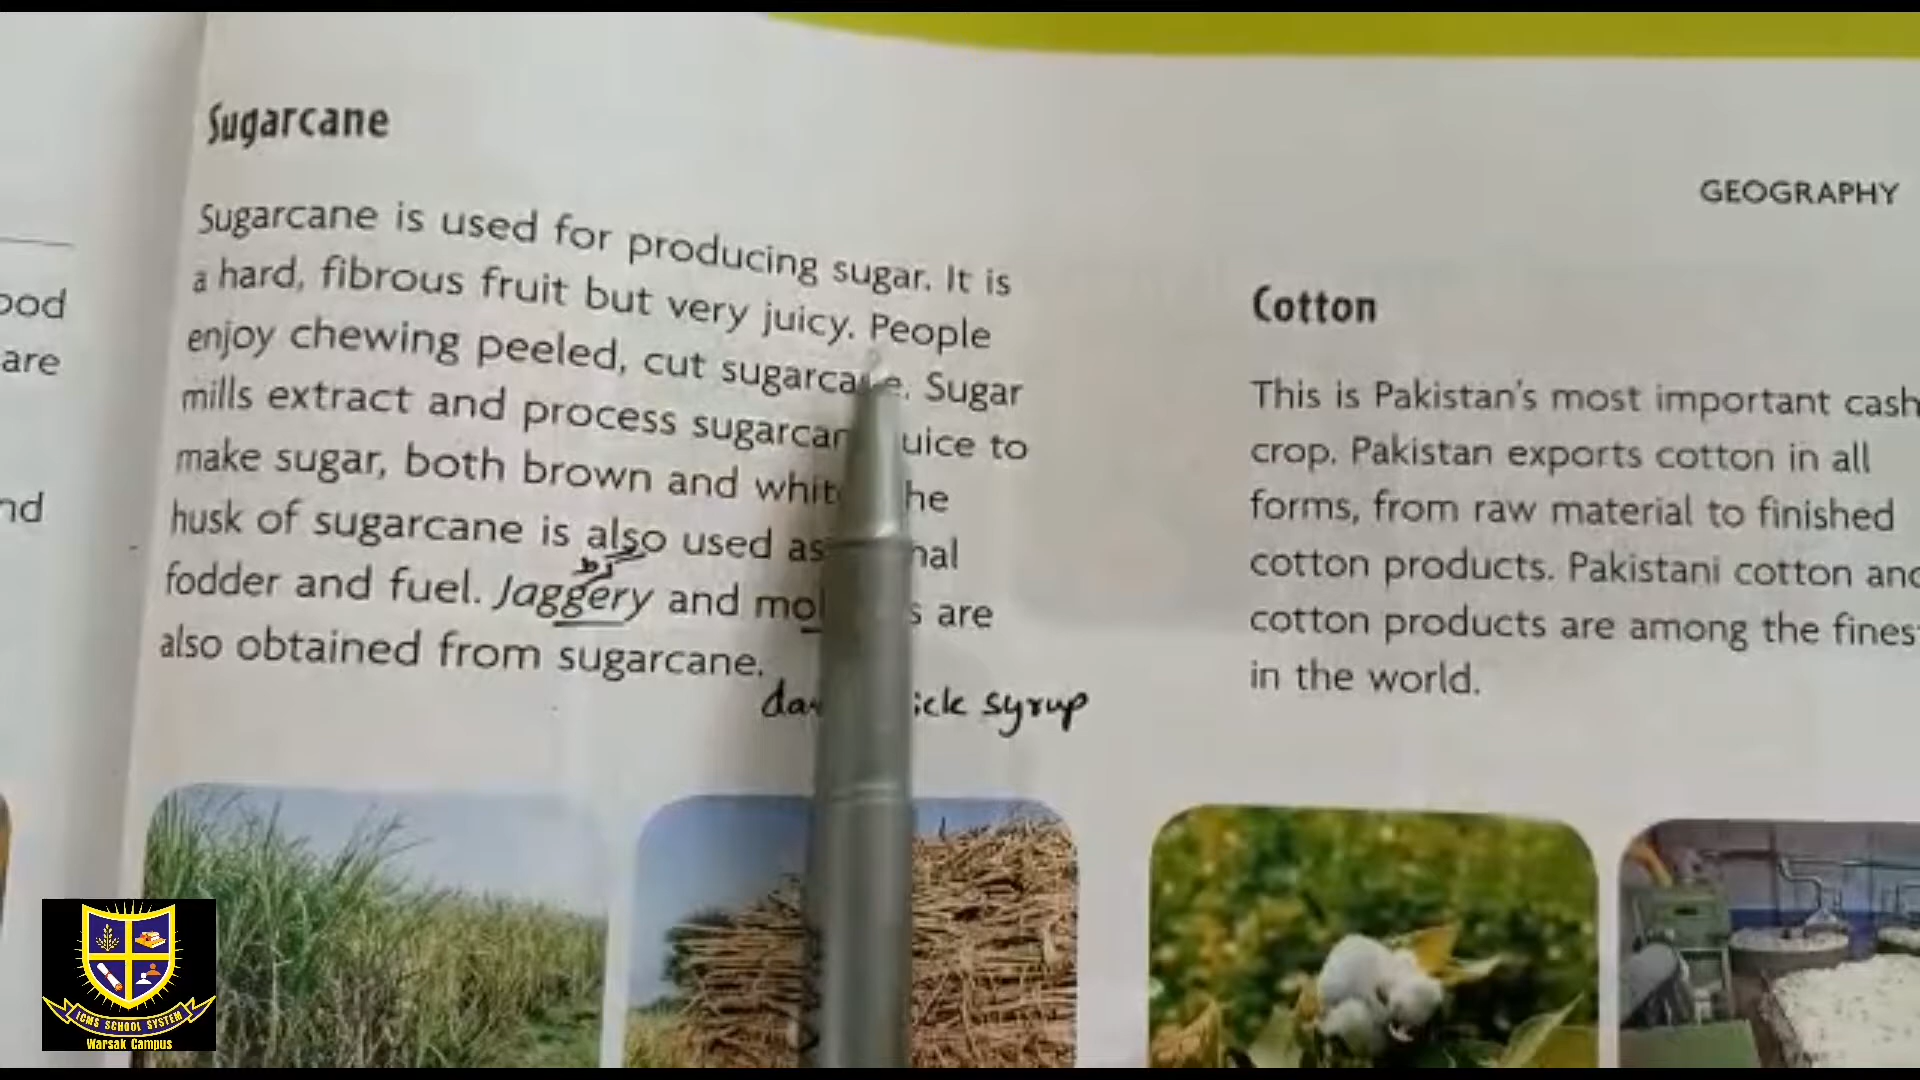 Sugarcane
Sugarcane is used for producing sugar. It is
a hard, fibrous fruit but very juicy. People
enjoy chewing peeled, cut sugarcane. Sugar
mills extract and process sugarcan uice to
make sugar, both brown and whit he
husk of sugarcane is also used as nal
fodder and fuel. Jaggery and mol s are
also obtained from sugarcane.
ick syrup
GEOGRAPHY
Cotton
This is Pakistan's most important cash
crop. Pakistan exports cotton in all
forms, from raw material to finished
cotton products. Pakistani cotton and
cotton products are among the finest
in the world.
ood
are
nd
ICMS SCHOOL SYSTEM
Warsak Campus